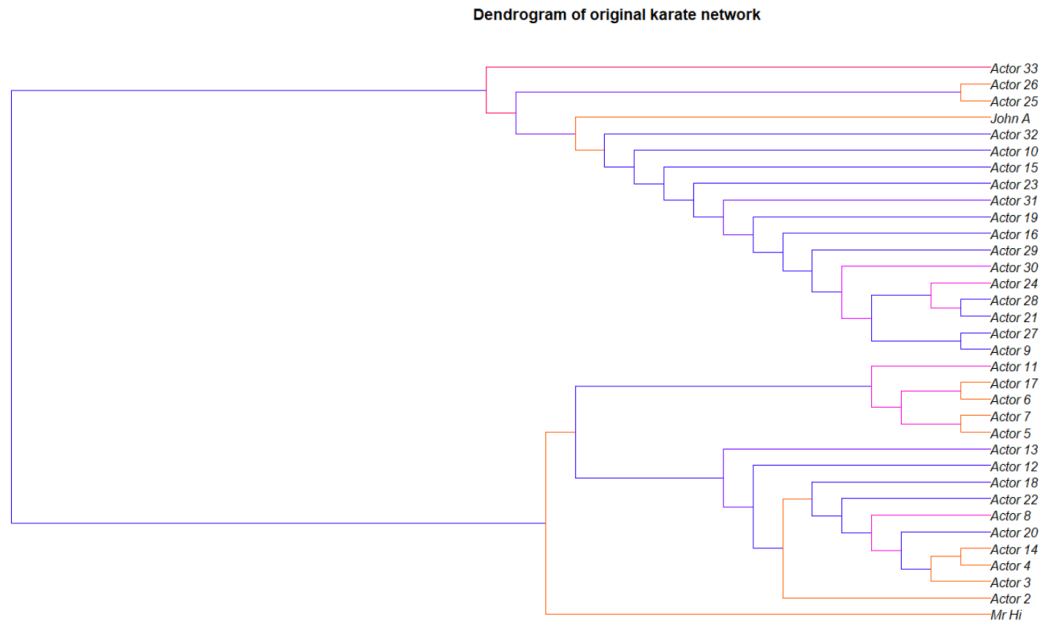 Dendrogram of original karate network
Actor 33
Actor 26
Actor 25
John A
Actor 32
Actor 10
Actor 15
Actor 23
Actor 31
Actor 19
Actor 16
Actor 29
Actor 30
Actor 24
Actor 28
Actor 21
Actor 27
Actor 9
Actor 11
Actor 17
Actor 6
Actor 7
Actor 5
Actor 13
Actor 12
Actor 18
Actor 22
Actor 8
Actor 20
Actor 14
Actor 4
Actor 3
Actor 2
Mr Hi